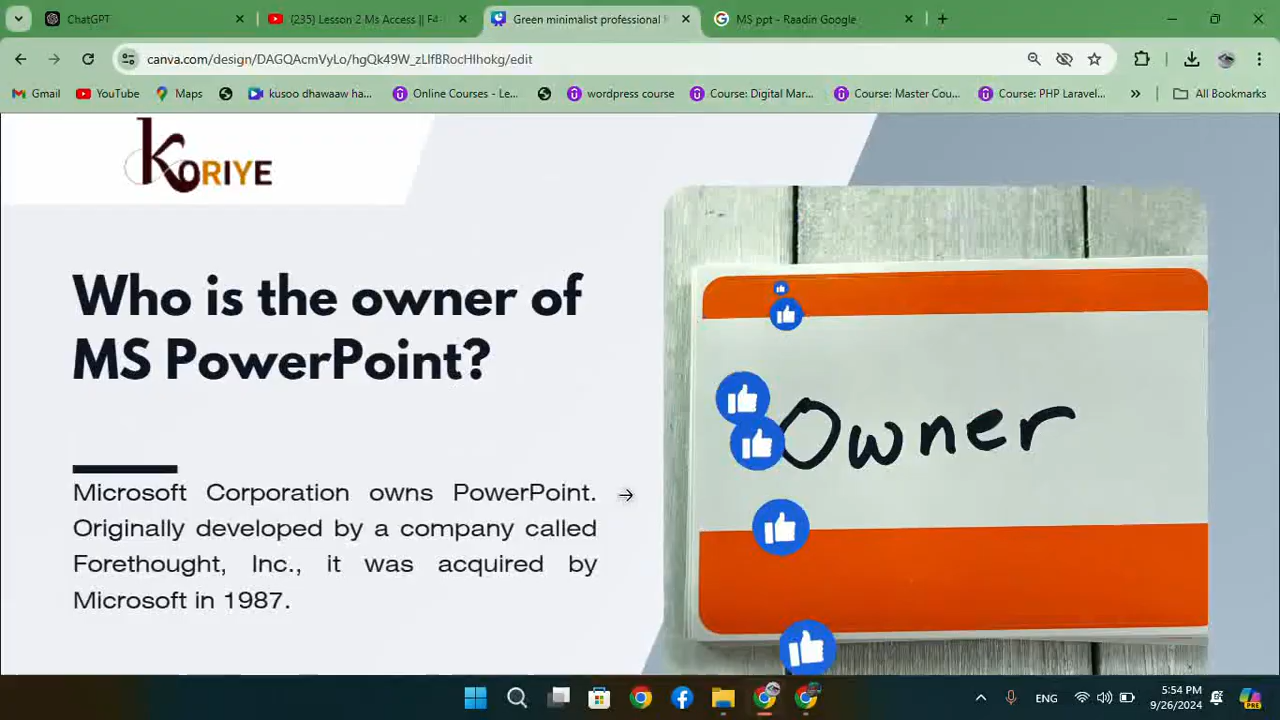 ChatGPT
(235) Lesson 2 Ms Access || F4
Green minimalist professional
MS ppt - Raadin Google
canva.com/design/DAGQAcmVyLo/hgQk49W_zLlfBRocHIhokg/edit
Gmail
YouTube
Maps
kusoo dhawaaw ha...
Online Courses - Le...
wordpress course
Course: Digital Mar...
Course: Master Cou...
Course: PHP Laravel...
All Bookmarks
KORIYE
Who is the owner of
MS PowerPoint?
Microsoft Corporation owns PowerPoint.
Originally developed by a company called
Forethought, Inc., it was acquired by
Microsoft in 1987.
Owner
ENG
5:54 PM
9/26/2024
PRE